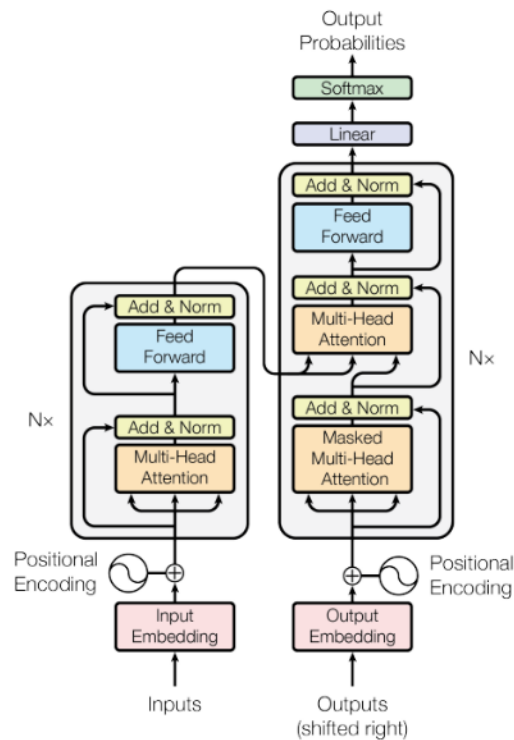 Output
Probabilities
Softmax
Linear
Add & Norm
Feed
Forward
Add & Norm
Multi-Head
Attention
Add & Norm
Masked
Multi-Head
Attention
N×
Add & Norm
Feed
Forward
N×
Add & Norm
Multi-Head
Attention
Positional
Encoding
Positional
Encoding
Input
Embedding
Output
Embedding
Inputs
Outputs
(shifted right)